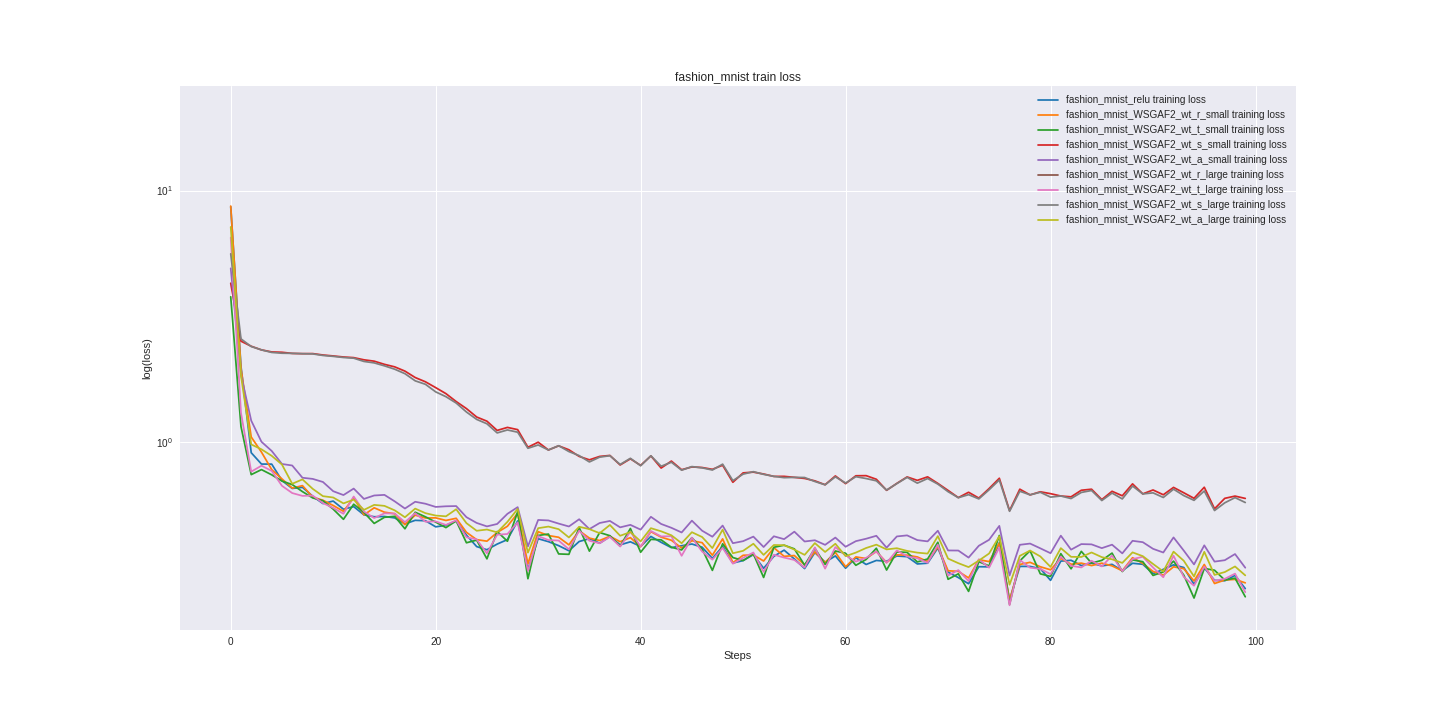 fashion_mnist train loss
fashion_mnist_relu training loss
fashion_mnist_WSGAF2_wt_r_small training loss
fashion_mnist_WSGAF2_wt_t_small training loss
fashion_mnist_WSGAF2_wt_s_small training loss
fashion_mnist_WSGAF2_wt_a_small training loss
fashion_mnist_WSGAF2_wt_r_large training loss
fashion_mnist_WSGAF2_wt_t_large training loss
fashion_mnist_WSGAF2_wt_s_large training loss
fashion_mnist_WSGAF2_wt_a_large training loss
10¹
log(loss)
10⁰
0 20 40 60 80 100
Steps